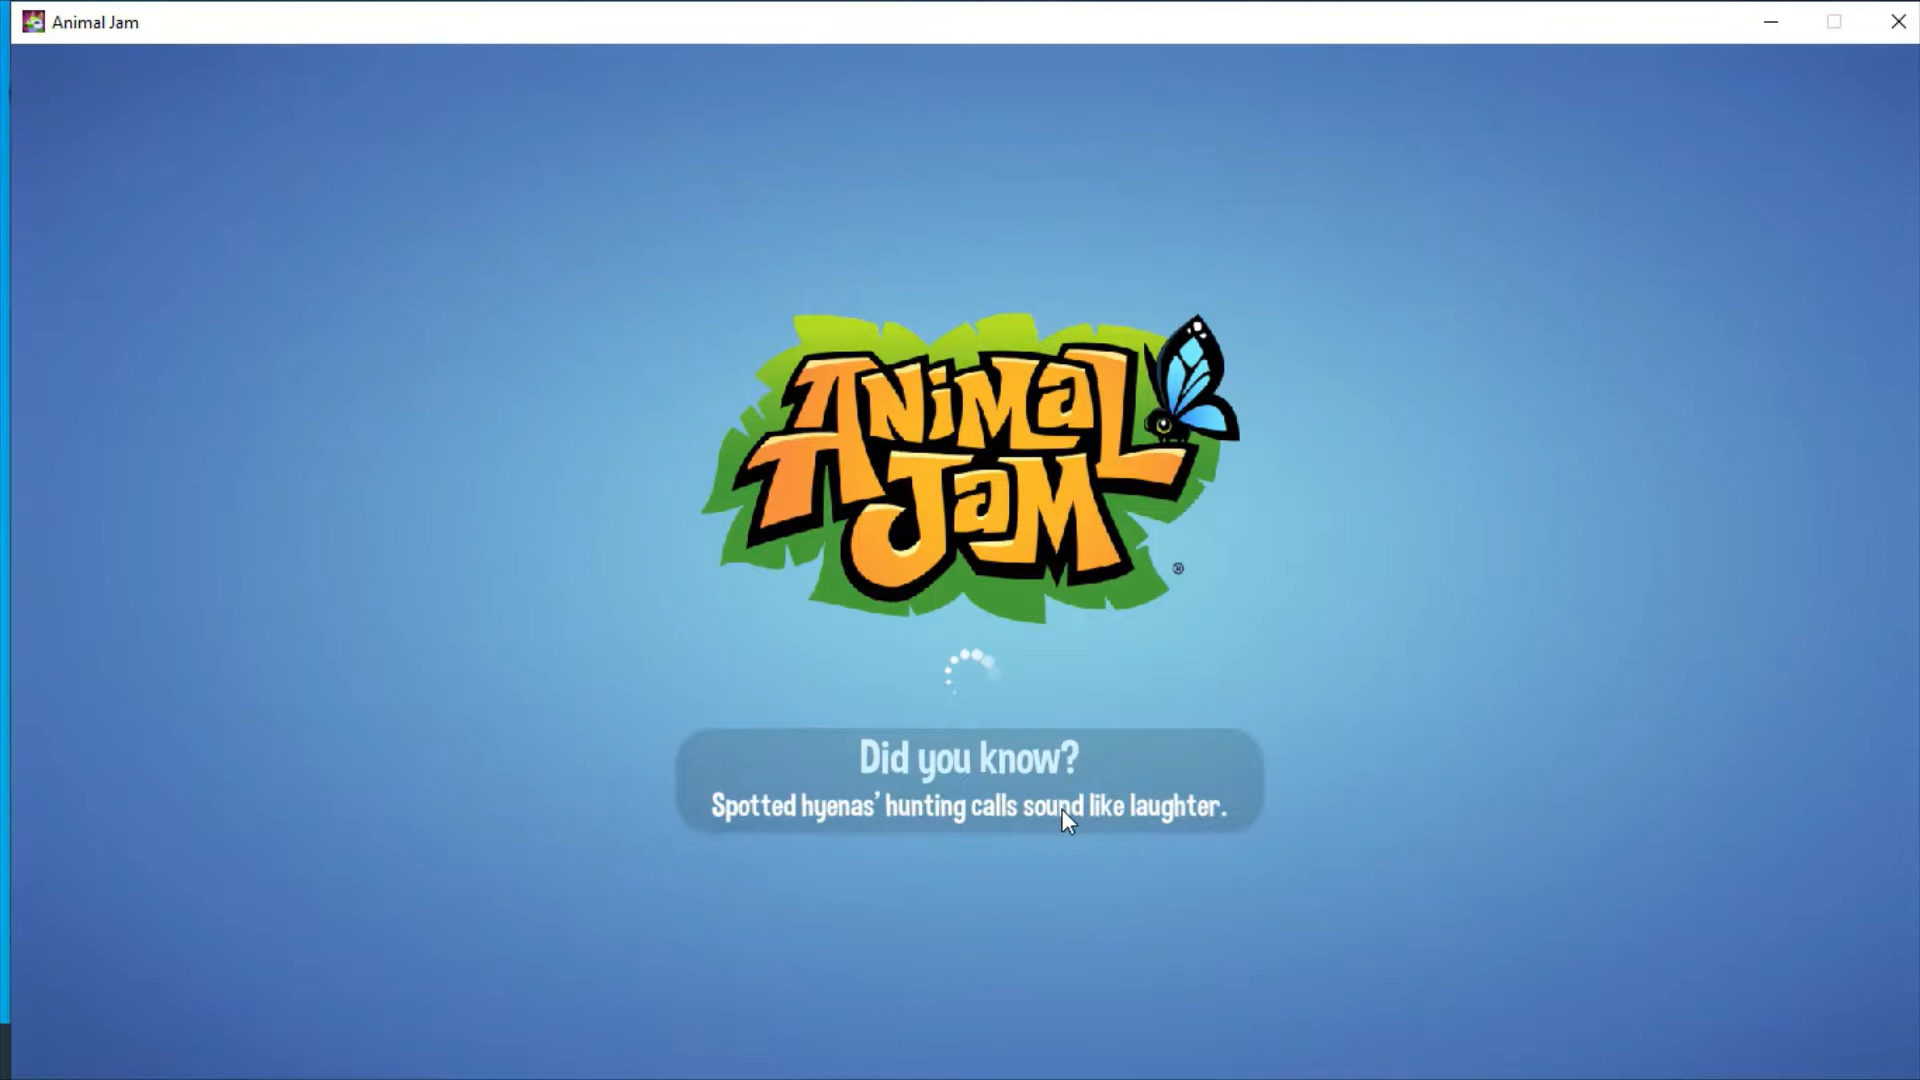 Animal Jam
ANiMaL
JaM
®
Did you know?
Spotted hyenas’ hunting calls sound like laughter.